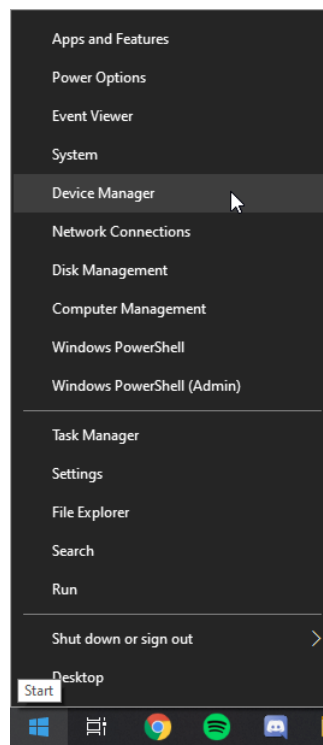 Apps and Features
Power Options
Event Viewer
System
Device Manager
Network Connections
Disk Management
Computer Management
Windows PowerShell
Windows PowerShell (Admin)
Task Manager
Settings
File Explorer
Search
Run
Shut down or sign out
Desktop
Start